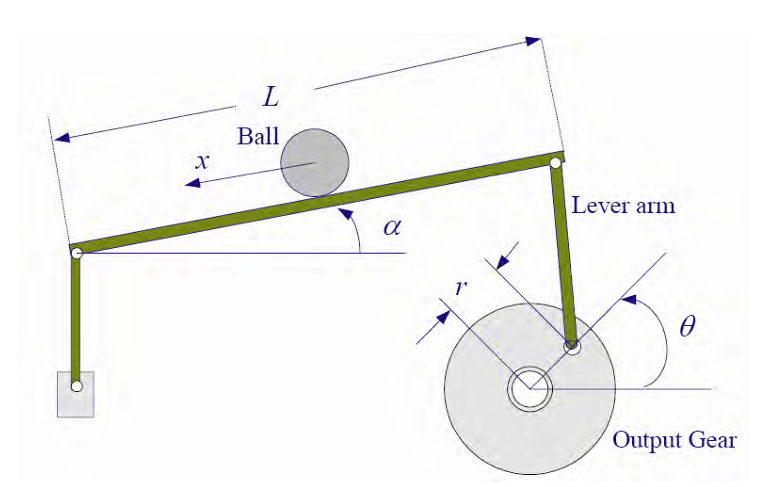 L
Ball
x
α
Lever arm
r
θ
Output Gear